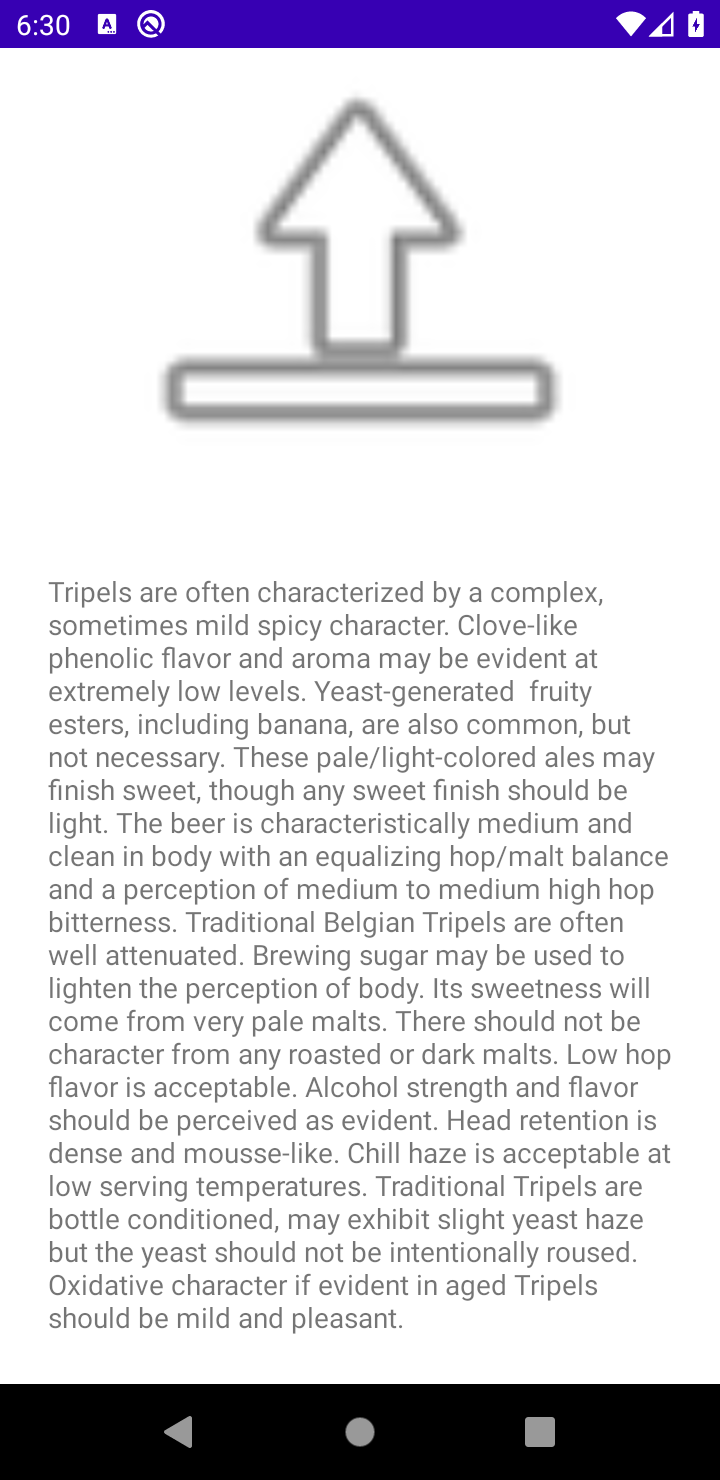 6:30
Tripels are often characterized by a complex,
sometimes mild spicy character. Clove-like
phenolic flavor and aroma may be evident at
extremely low levels. Yeast-generated  fruity
esters, including banana, are also common, but
not necessary. These pale/light-colored ales may
finish sweet, though any sweet finish should be
light. The beer is characteristically medium and
clean in body with an equalizing hop/malt balance
and a perception of medium to medium high hop
bitterness. Traditional Belgian Tripels are often
well attenuated. Brewing sugar may be used to
lighten the perception of body. Its sweetness will
come from very pale malts. There should not be
character from any roasted or dark malts. Low hop
flavor is acceptable. Alcohol strength and flavor
should be perceived as evident. Head retention is
dense and mousse-like. Chill haze is acceptable at
low serving temperatures. Traditional Tripels are
bottle conditioned, may exhibit slight yeast haze
but the yeast should not be intentionally roused.
Oxidative character if evident in aged Tripels
should be mild and pleasant.